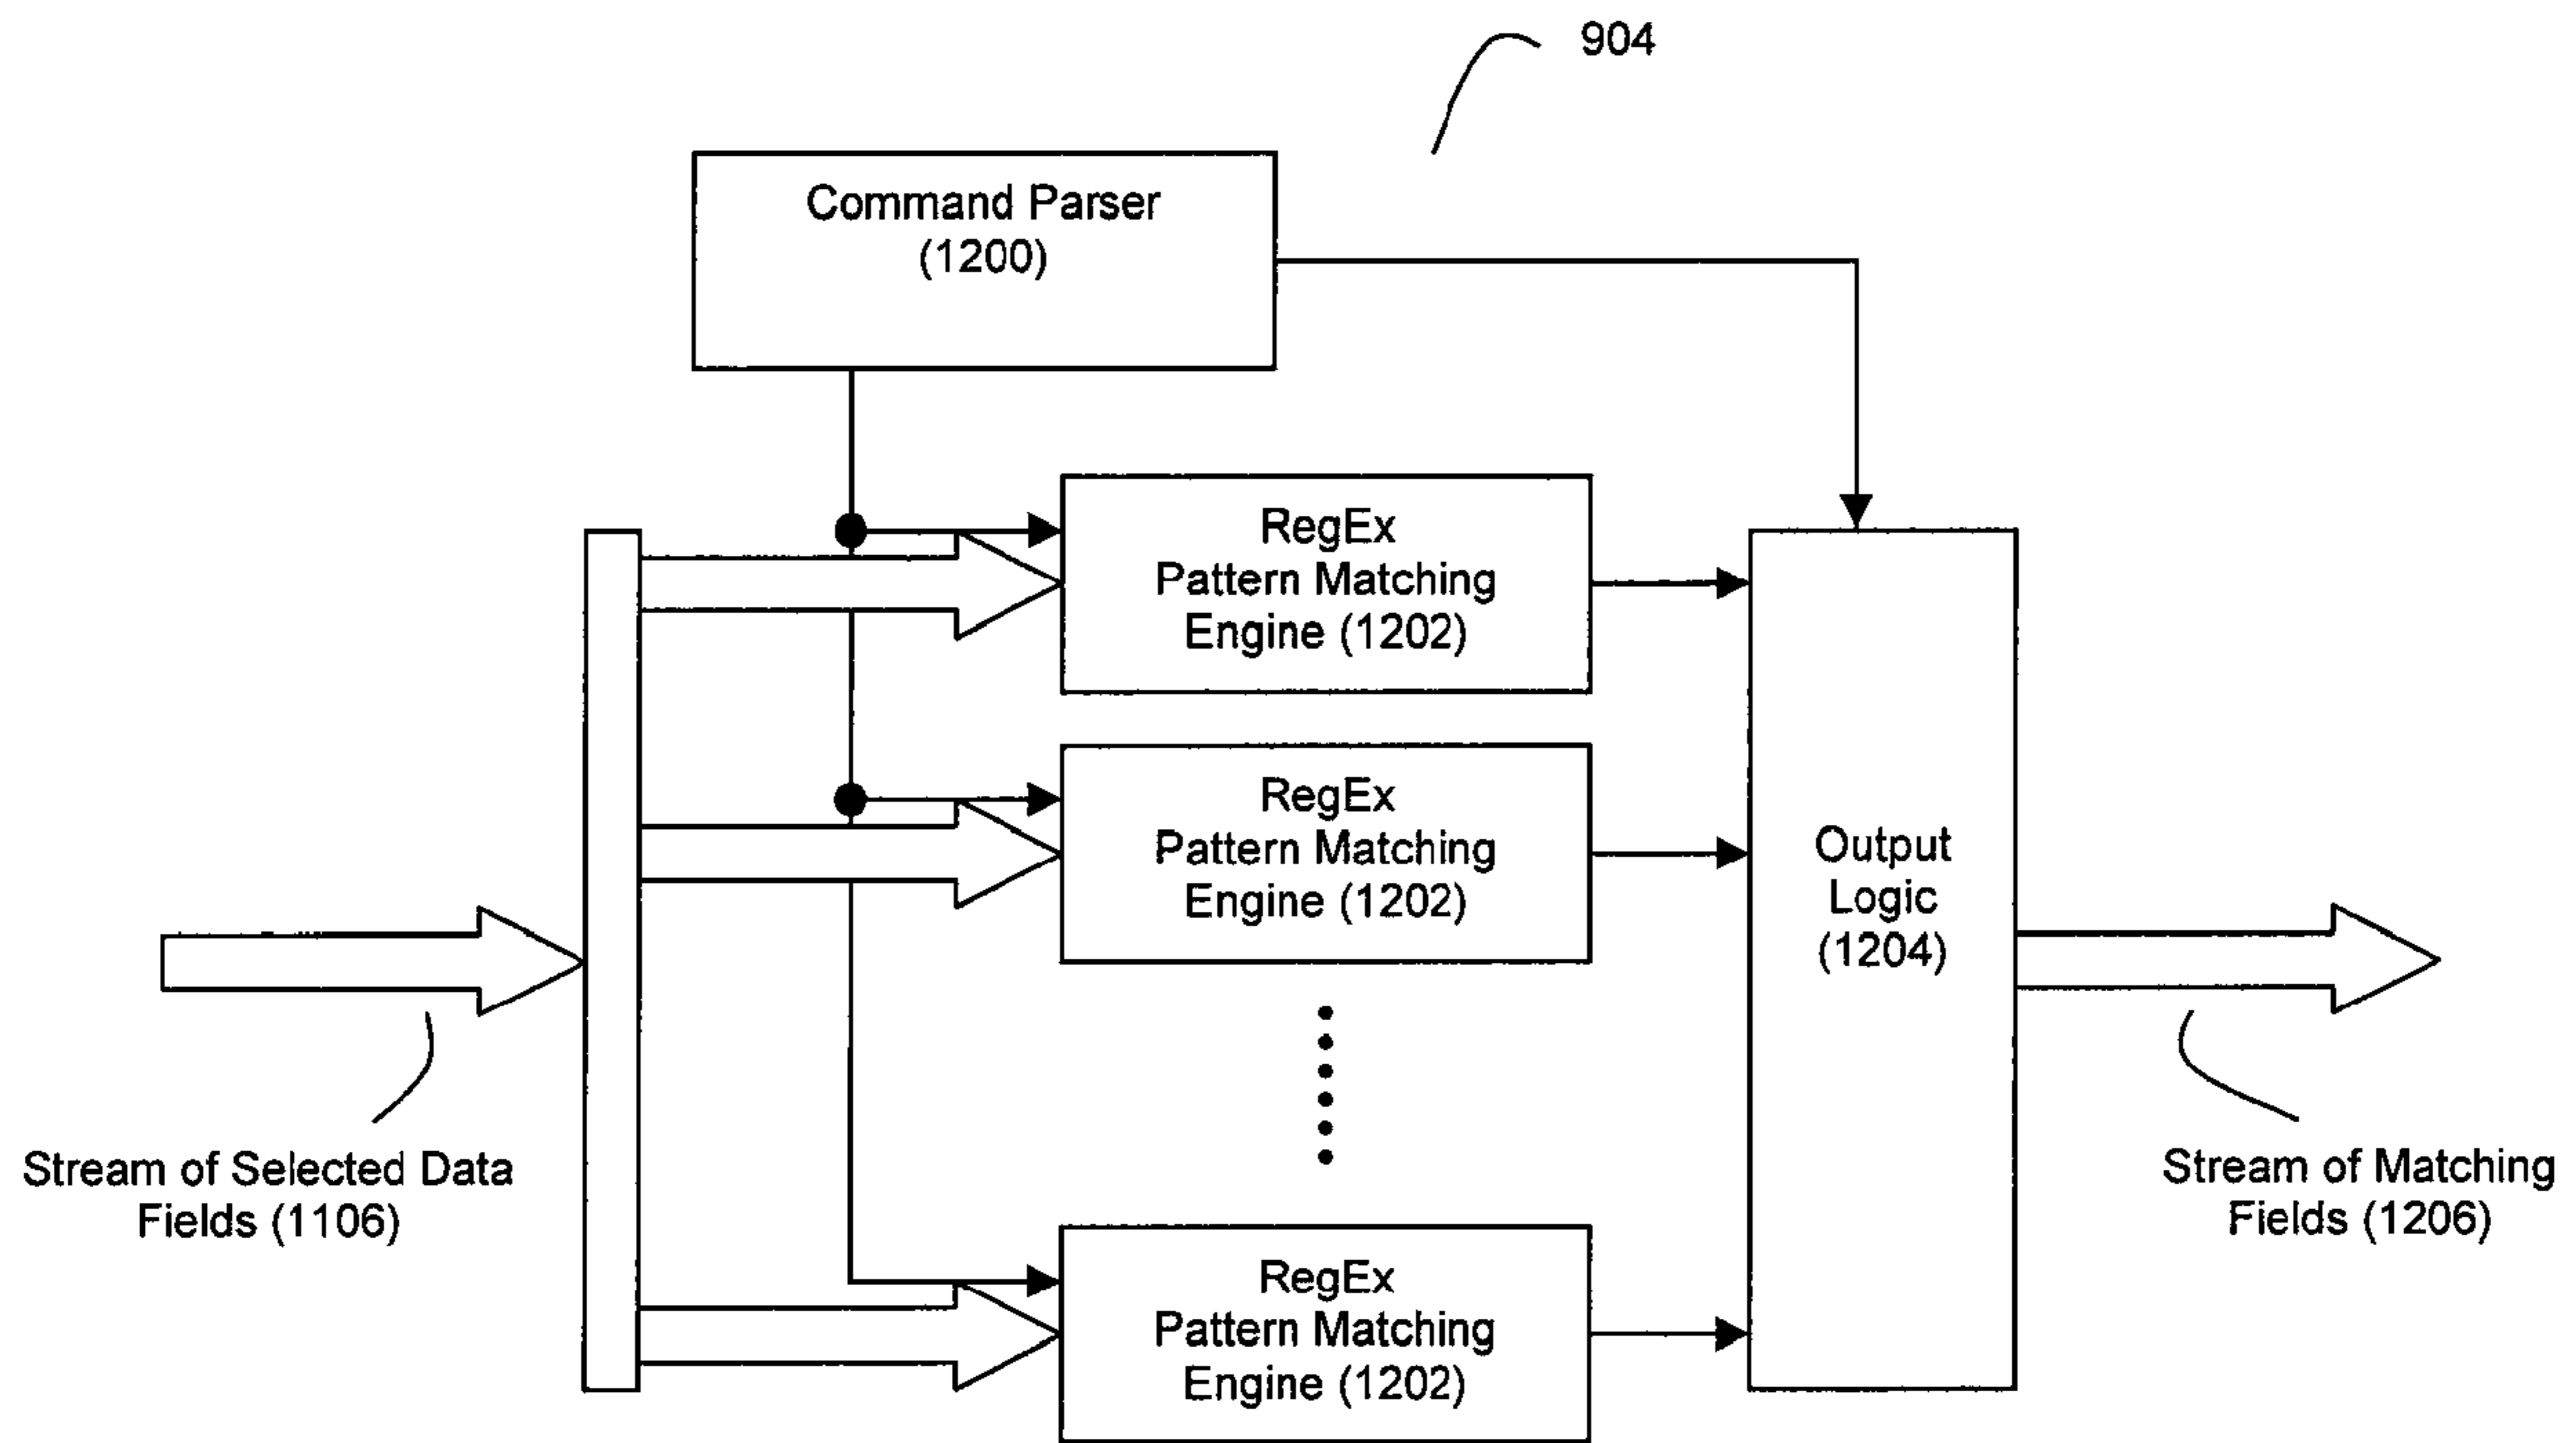 904
Command Parser
(1200)
RegEx
Pattern Matching
Engine (1202)
RegEx
Pattern Matching
Engine (1202)
Output
Logic
(1204)
Stream of Selected Data
Fields (1106)
Stream of Matching
Fields (1206)
RegEx
Pattern Matching
Engine (1202)